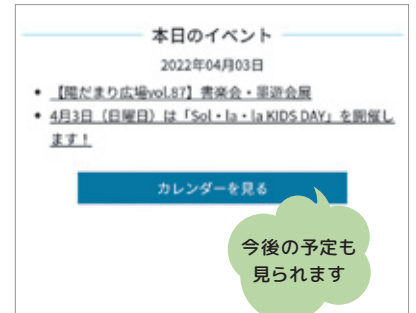 本日のイベント
2022年04月03日
• 【陽だまり広場vol.87】書楽会・墨遊会展
• 4月3日（日曜日）は「Sol・la・la KIDS DAY」を開催し
ます！
カレンダーを見る
今後の予定も
見られます